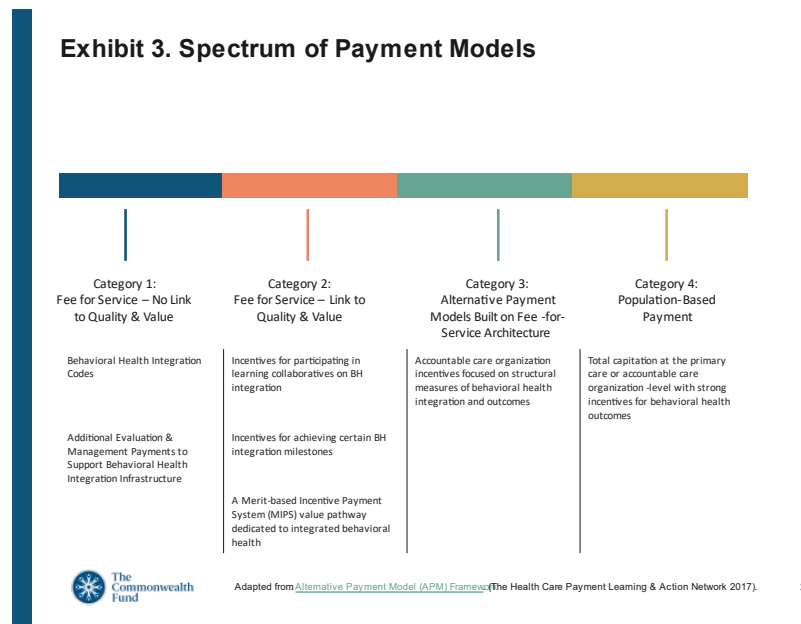 Exhibit 3. Spectrum of Payment Models
Category 1:
Fee for Service – No Link
to Quality & Value
Category 2:
Fee for Service – Link to
Quality & Value
Category 3:
Alternative Payment
Models Built on Fee -for-
Service Architecture
Category 4:
Population-Based
Payment
Behavioral Health Integration
Codes
Additional Evaluation &
Management Payments to
Support Behavioral Health
Integration Infrastructure
Incentives for participating in
learning collaboratives on BH
integration
Incentives for achieving certain BH
integration milestones
A Merit-based Incentive Payment
System (MIPS) value pathway
dedicated to integrated behavioral
health
Accountable care organization
incentives focused on structural
measures of behavioral health
integration and outcomes
Total capitation at the primary
care or accountable care
organization -level with strong
incentives for behavioral health
outcomes
The
Commonwealth
Fund
Adapted from Alternative Payment Model (APM) Framework (The Health Care Payment Learning & Action Network 2017).